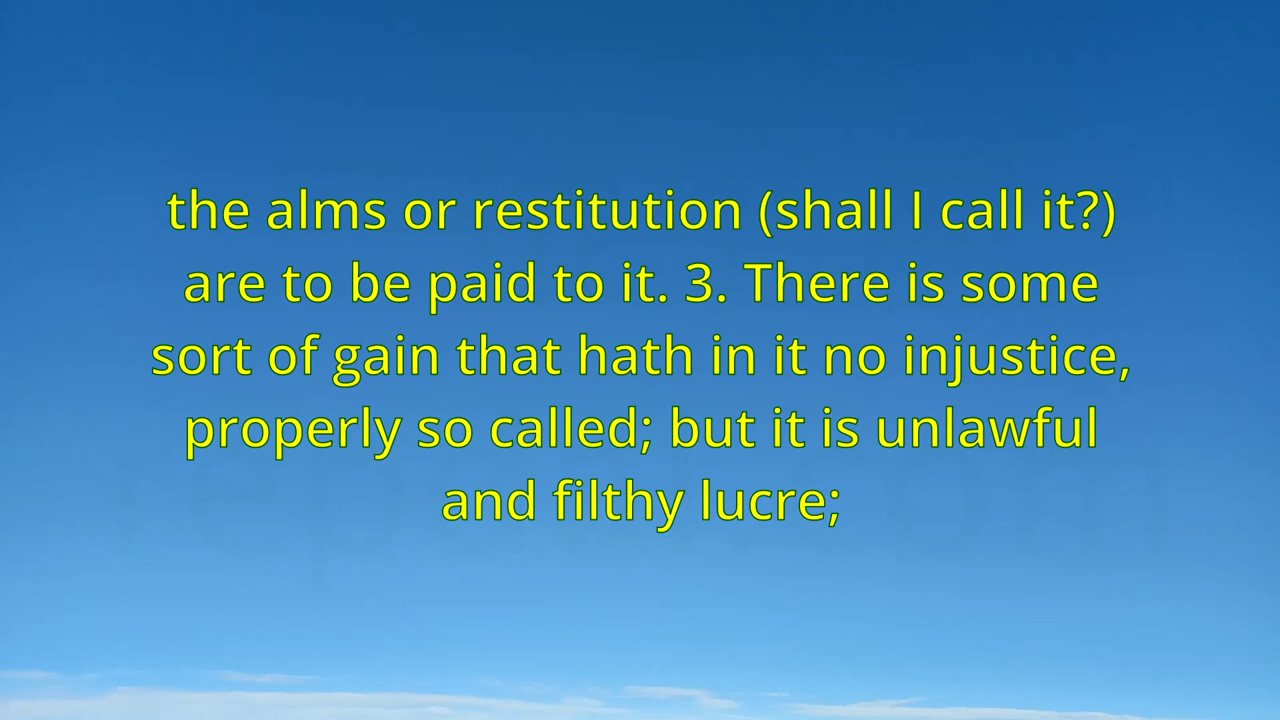 the alms or restitution (shall I call it?)
are to be paid to it. 3. There is some
sort of gain that hath in it no injustice,
properly so called; but it is unlawful
and filthy lucre;